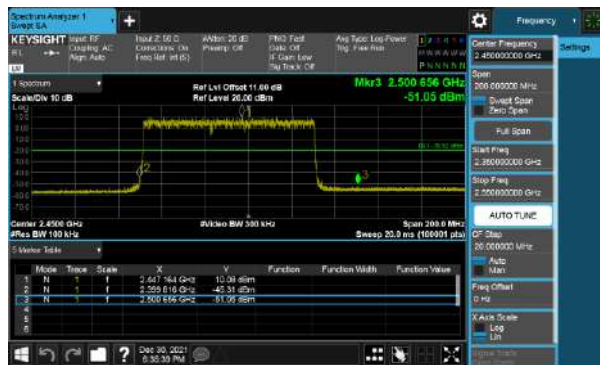 Spectrum Analyzer 1
Swept SA
+
Frequency
KEYSIGHT
Input: RF
Coupling: AC
Align: Auto
Input Z: 50 Ω
Corrections: On
Freq Ref: Int (S)
Atten: 20 dB
Preamp: Off
PNO: Fast
Gate: Off
IF Gain: Low
Sig Track: Off
Avg Type: Log-Power
Trig: Free Run
1 Spectrum
Scale/Div 10 dB
Log
Ref Lvl Offset 11.00 dB
Ref Level 20.00 dBm
Mkr3 2.500 656 GHz
-51.05 dBm
1
2
3
Center 2.4500 GHz
#Res BW 100 kHz
#Video BW 300 kHz
Span 200.0 MHz
Sweep 20.0 ms (100001 pts)
5 Marker Table
Mode Trace Scale X Y Function Function Width Function Value
1 N 1 f 2.447 164 GHz 10.08 dBm
2 N 1 f 2.399 816 GHz -45.31 dBm
3 N 1 f 2.500 656 GHz -51.05 dBm
4
5
6
Center Frequency
2.450000000 GHz
Settings
Span
200.000000 MHz
Swept Span
Zero Span
Full Span
Start Freq
2.350000000 GHz
Stop Freq
2.550000000 GHz
AUTO TUNE
CF Step
20.000000 MHz
Auto
Man
Freq Offset
0 Hz
X Axis Scale
Log
Lin
?
Dec 30, 2021